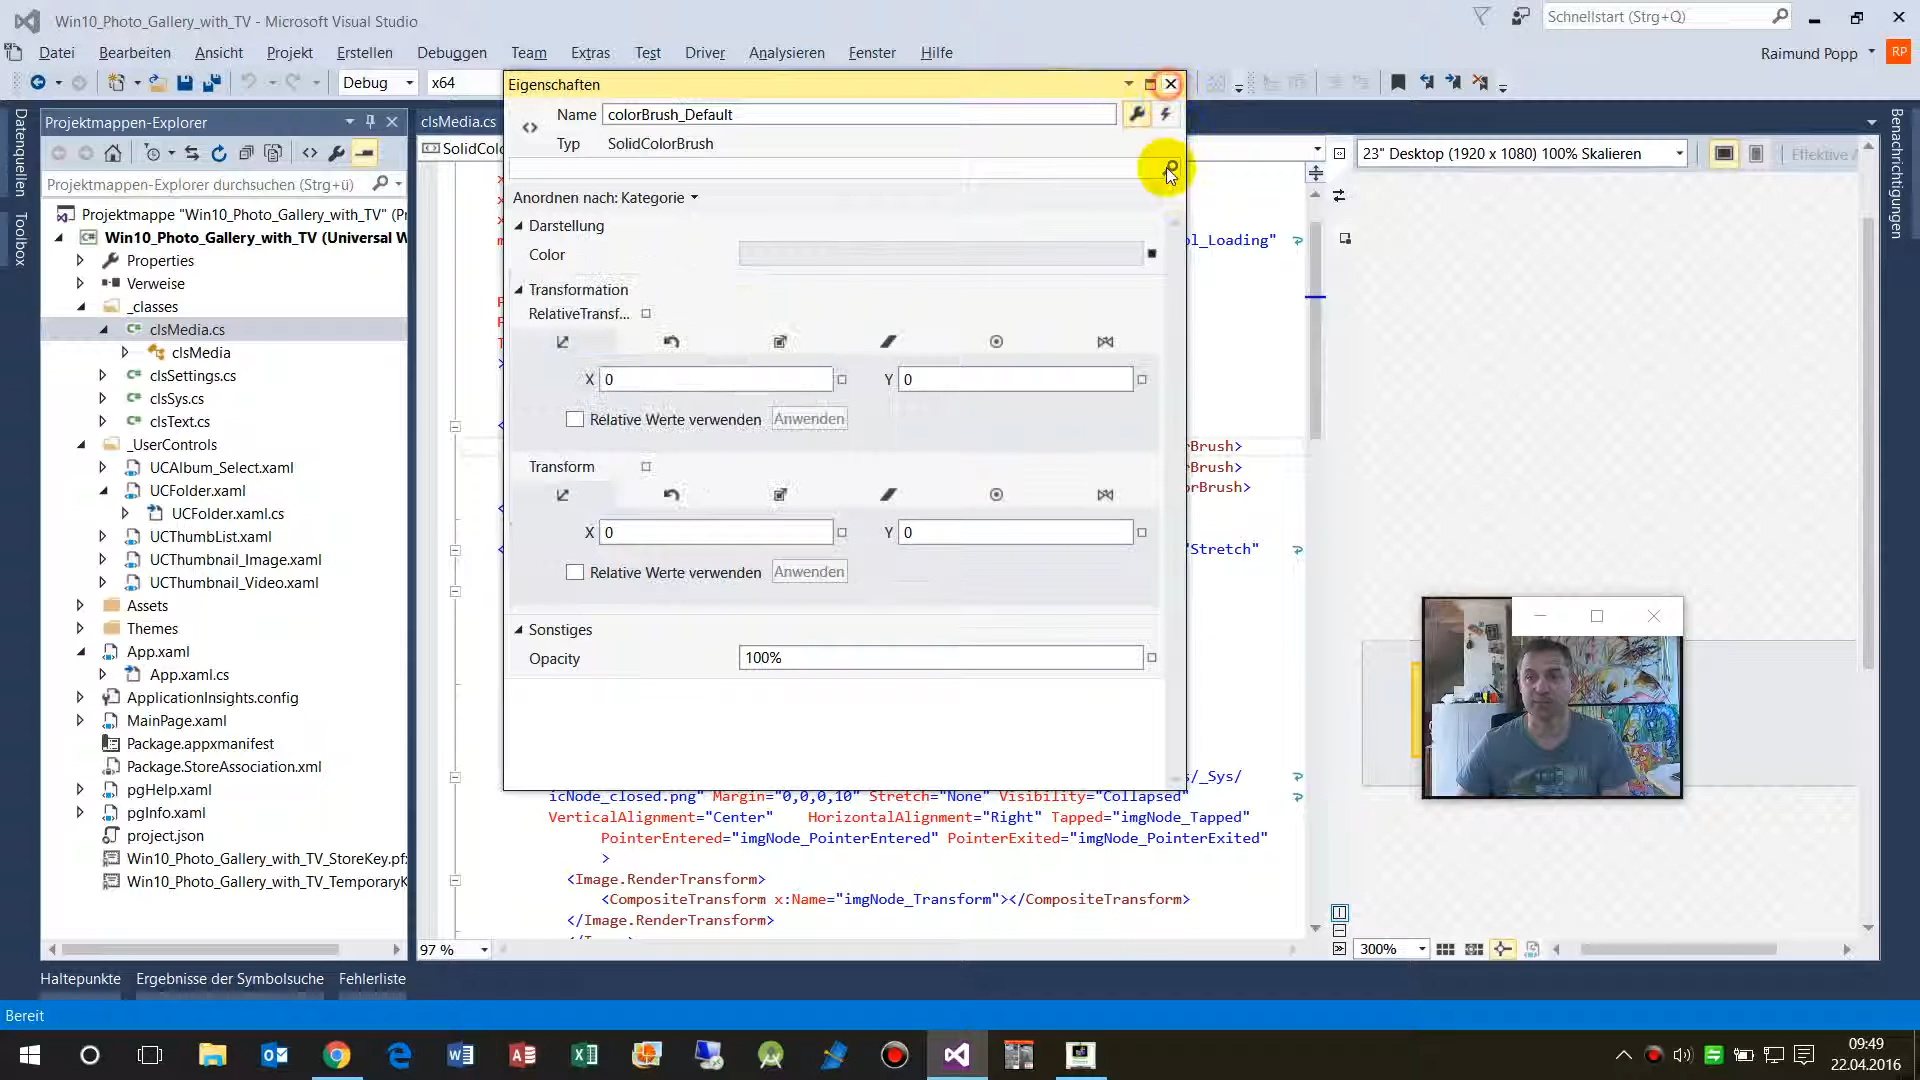 Win10_Photo_Gallery_with_TV - Microsoft Visual Studio
Schnellstart (Strg+Q)
Datei Bearbeiten Ansicht Projekt Erstellen Debuggen Team Extras Test Driver Analysieren Fenster Hilfe
Raimund Popp RP
Debug x64
Datenquellen
Toolbox
Benachrichtigungen
Projektmappen-Explorer
Projektmappen-Explorer durchsuchen (Strg+ü)
Projektmappe "Win10_Photo_Gallery_with_TV" (Pr
Win10_Photo_Gallery_with_TV (Universal W
Properties
Verweise
_classes
clsMedia.cs
clsMedia
clsSettings.cs
clsSys.cs
clsText.cs
_UserControls
UCAlbum_Select.xaml
UCFolder.xaml
UCFolder.xaml.cs
UCThumbList.xaml
UCThumbnail_Image.xaml
UCThumbnail_Video.xaml
Assets
Themes
App.xaml
App.xaml.cs
ApplicationInsights.config
MainPage.xaml
Package.appxmanifest
Package.StoreAssociation.xml
pgHelp.xaml
pgInfo.xaml
project.json
Win10_Photo_Gallery_with_TV_StoreKey.pf
Win10_Photo_Gallery_with_TV_TemporaryK
clsMedia.cs
SolidColo
Eigenschaften
Name colorBrush_Default
Typ SolidColorBrush
Anordnen nach: Kategorie
Darstellung
Color
Transformation
RelativeTransf...
X 0 Y 0
Relative Werte verwenden Anwenden
Transform
X 0 Y 0
Relative Werte verwenden Anwenden
Sonstiges
Opacity 100%
ol_Loading"
rBrush>
rBrush>
orBrush>
"Stretch"
s/_Sys/
icNode_closed.png" Margin="0,0,0,10" Stretch="None" Visibility="Collapsed"
VerticalAlignment="Center" HorizontalAlignment="Right" Tapped="imgNode_Tapped"
PointerEntered="imgNode_PointerEntered" PointerExited="imgNode_PointerExited"
>
<Image.RenderTransform>
<CompositeTransform x:Name="imgNode_Transform"></CompositeTransform>
</Image.RenderTransform>
97 %
23" Desktop (1920 x 1080) 100% Skalieren
Effektive
300%
Haltepunkte Ergebnisse der Symbolsuche Fehlerliste
Bereit
09:49
22.04.2016